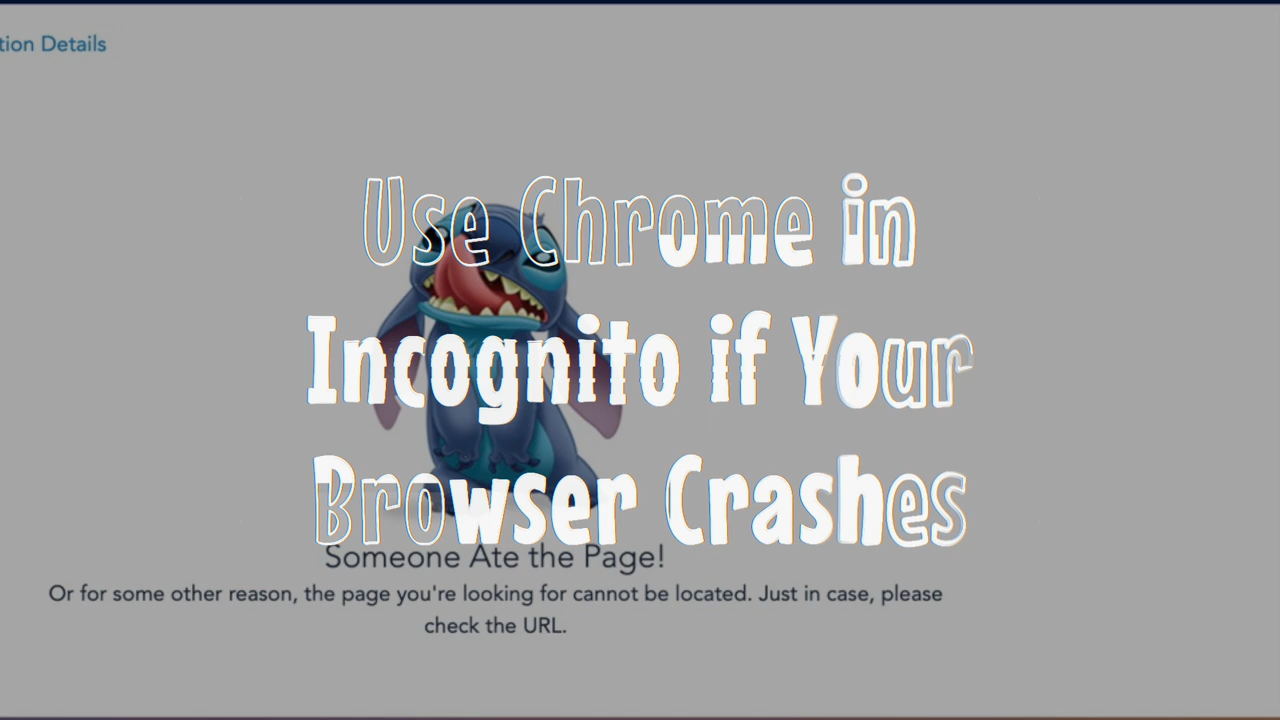 tion Details
Use Chrome in
Incognito if Your
Browser Crashes
Someone Ate the Page!
Or for some other reason, the page you're looking for cannot be located. Just in case, please
check the URL.